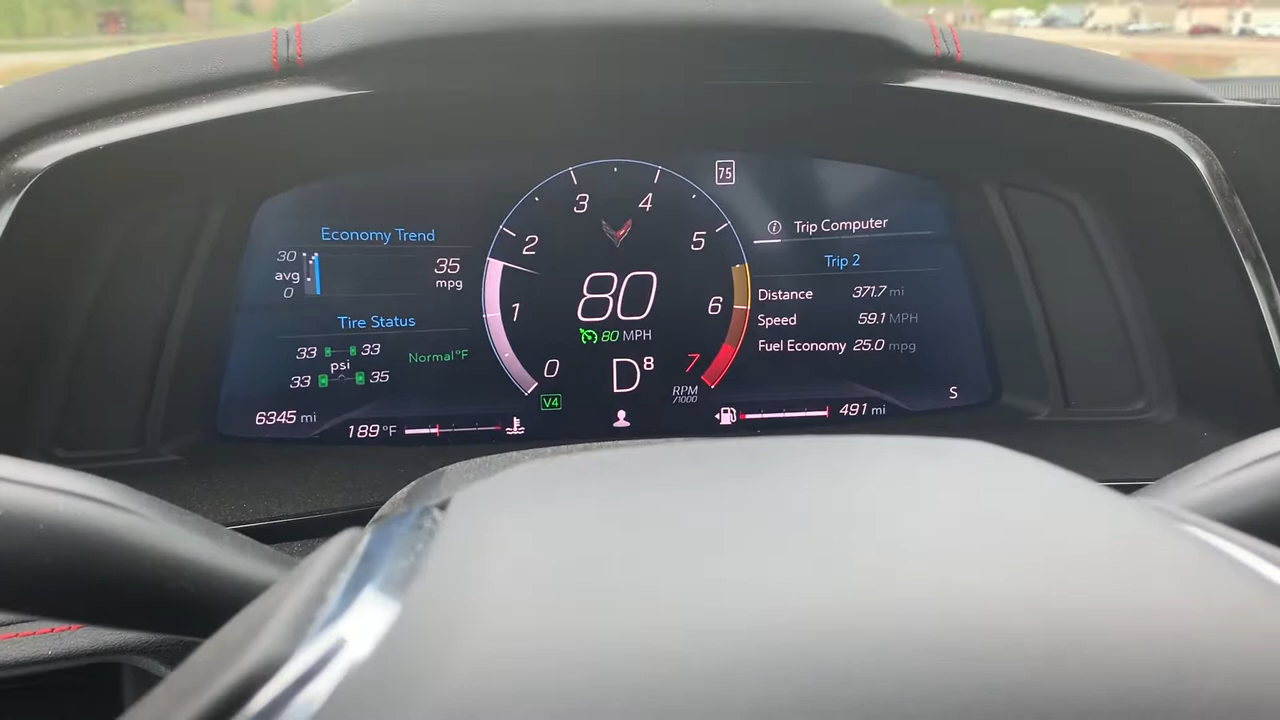 75
Economy Trend
30
avg
0
35
mpg
Tire Status
33 33
psi
33 35
Normal°F
6345 mi
189°F
0
1
2
3
4
5
6
7
RPM
/1000
80
80 MPH
D8
V4
Trip Computer
Trip 2
Distance 371.7 mi
Speed 59.1 MPH
Fuel Economy 25.0 mpg
S
491 mi